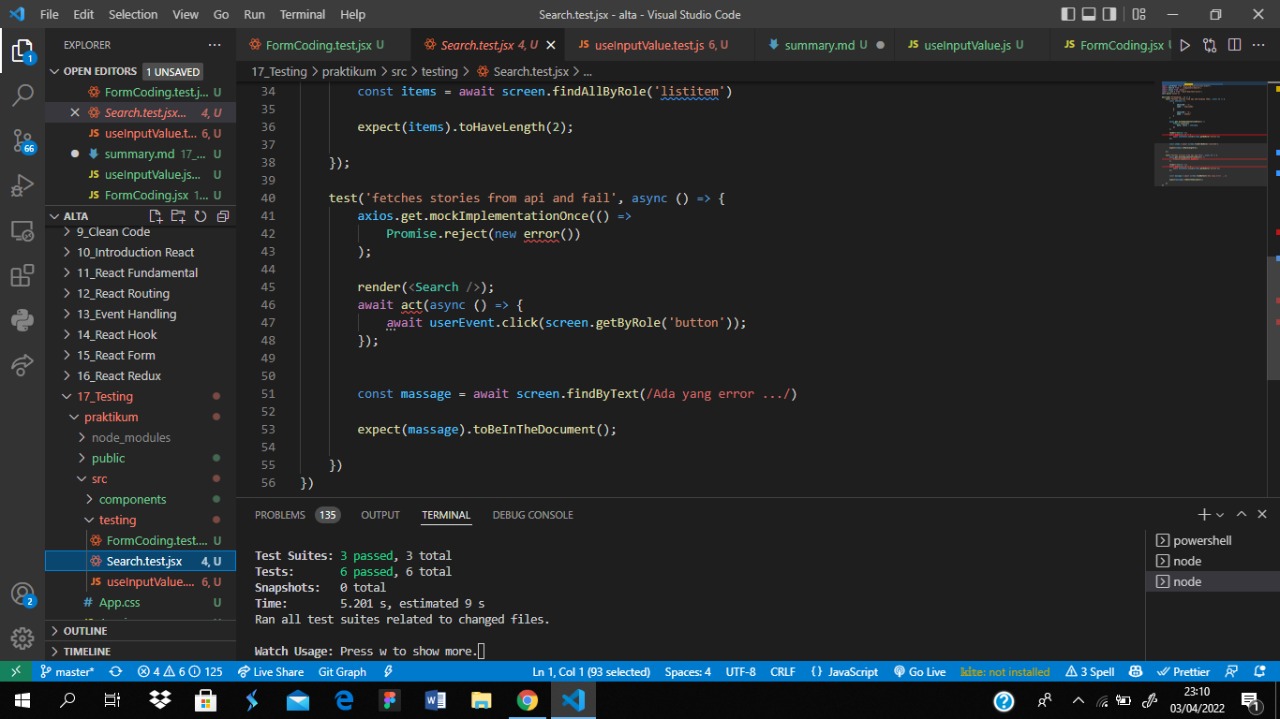 File Edit Selection View Go Run Terminal Help Search.test.jsx - alta - Visual Studio Code
EXPLORER ...
FormCoding.test.jsx U Search.test.jsx 4, U useInputValue.test.js 6, U summary.md U useInputValue.js U FormCoding.jsx U
OPEN EDITORS 1 UNSAVED
FormCoding.test.j... U
Search.test.jsx... 4, U
useInputValue.t... 6, U
summary.md 17_... U
useInputValue.js... U
FormCoding.jsx 1... U
ALTA
9_Clean Code
10_Introduction React
11_React Fundamental
12_React Routing
13_Event Handling
14_React Hook
15_React Form
16_React Redux
17_Testing
praktikum
node_modules
public
src
components
testing
FormCoding.test.... U
Search.test.jsx 4, U
useInputValue.... 6, U
App.css U
OUTLINE
TIMELINE
1
66
2
17_Testing > praktikum > src > testing > Search.test.jsx > ...
34 const items = await screen.findAllByRole('listitem')
35
36 expect(items).toHaveLength(2);
37
38 });
39
40 test('fetches stories from api and fail', async () => {
41 axios.get.mockImplementationOnce(() =>
42 Promise.reject(new error())
43 );
44
45 render(<Search />);
46 await act(async () => {
47 await userEvent.click(screen.getByRole('button'));
48 });
49
50
51 const massage = await screen.findByText(/Ada yang error .../)
52
53 expect(massage).toBeInTheDocument();
54
55 })
56 })
PROBLEMS 135 OUTPUT TERMINAL DEBUG CONSOLE
Test Suites: 3 passed, 3 total
Tests: 6 passed, 6 total
Snapshots: 0 total
Time: 5.201 s, estimated 9 s
Ran all test suites related to changed files.
Watch Usage: Press w to show more.
powershell
node
node
master* 4 6 125 Live Share Git Graph Ln 1, Col 1 (93 selected) Spaces: 4 UTF-8 CRLF {} JavaScript Go Live kite: not installed 3 Spell Prettier
23:10
03/04/2022
1